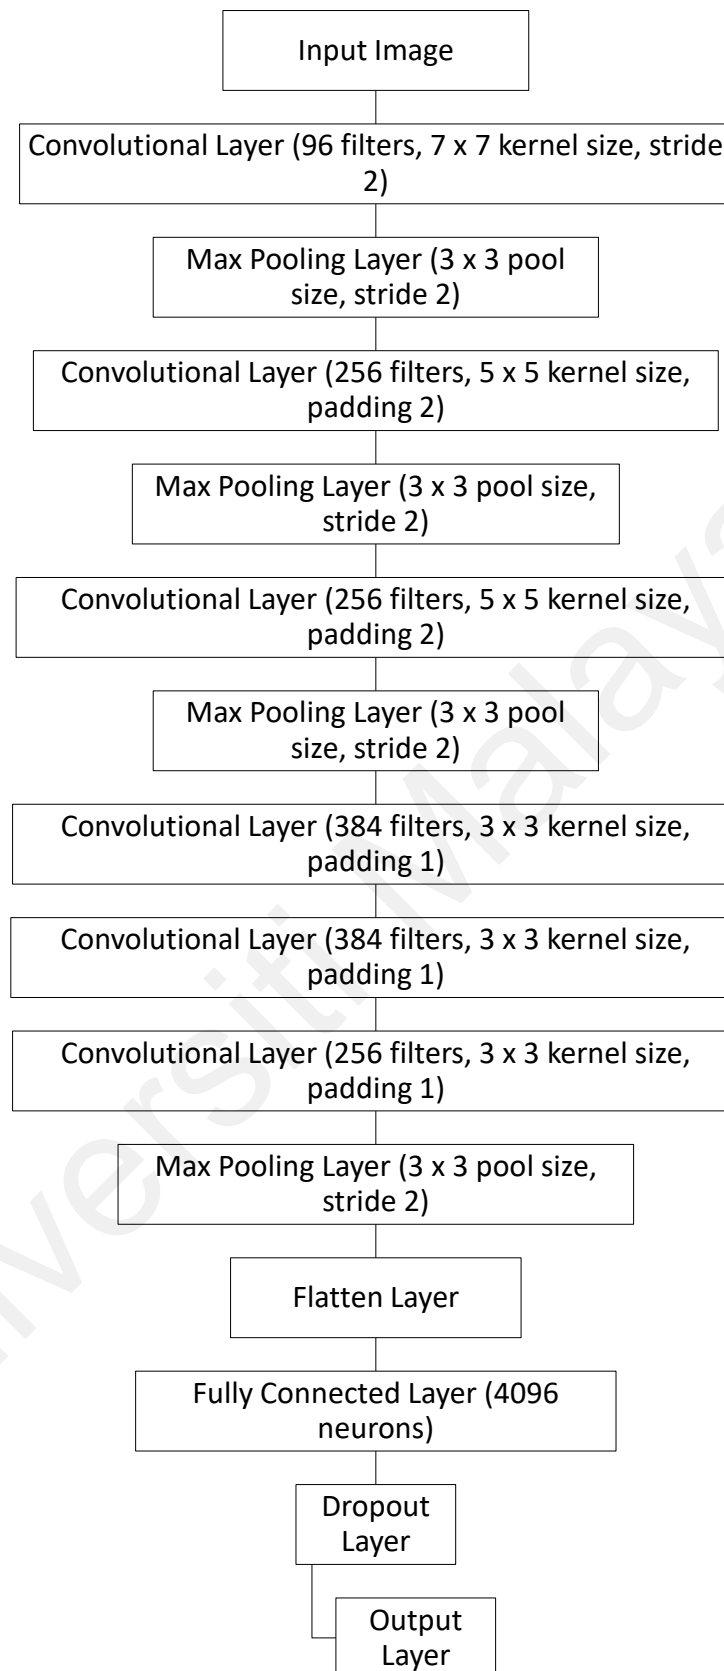 Input Image
Convolutional Layer (96 filters, 7 x 7 kernel size, stride
2)
Max Pooling Layer (3 x 3 pool
size, stride 2)
Convolutional Layer (256 filters, 5 x 5 kernel size,
padding 2)
Max Pooling Layer (3 x 3 pool size,
stride 2)
Convolutional Layer (256 filters, 5 x 5 kernel size,
padding 2)
Max Pooling Layer (3 x 3 pool
size, stride 2)
Convolutional Layer (384 filters, 3 x 3 kernel size,
padding 1)
Convolutional Layer (384 filters, 3 x 3 kernel size,
padding 1)
Convolutional Layer (256 filters, 3 x 3 kernel size,
padding 1)
Max Pooling Layer (3 x 3 pool size,
stride 2)
Flatten Layer
Fully Connected Layer (4096
neurons)
Dropout
Layer
Output
Layer
versiti Malaya